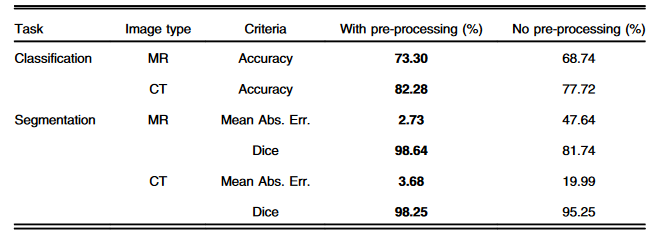 Task Image type Criteria With pre-processing (%) No pre-processing (%)
Classification MR Accuracy 73.30 68.74
CT Accuracy 82.28 77.72
Segmentation MR Mean Abs. Err. 2.73 47.64
Dice 98.64 81.74
CT Mean Abs. Err. 3.68 19.99
Dice 98.25 95.25